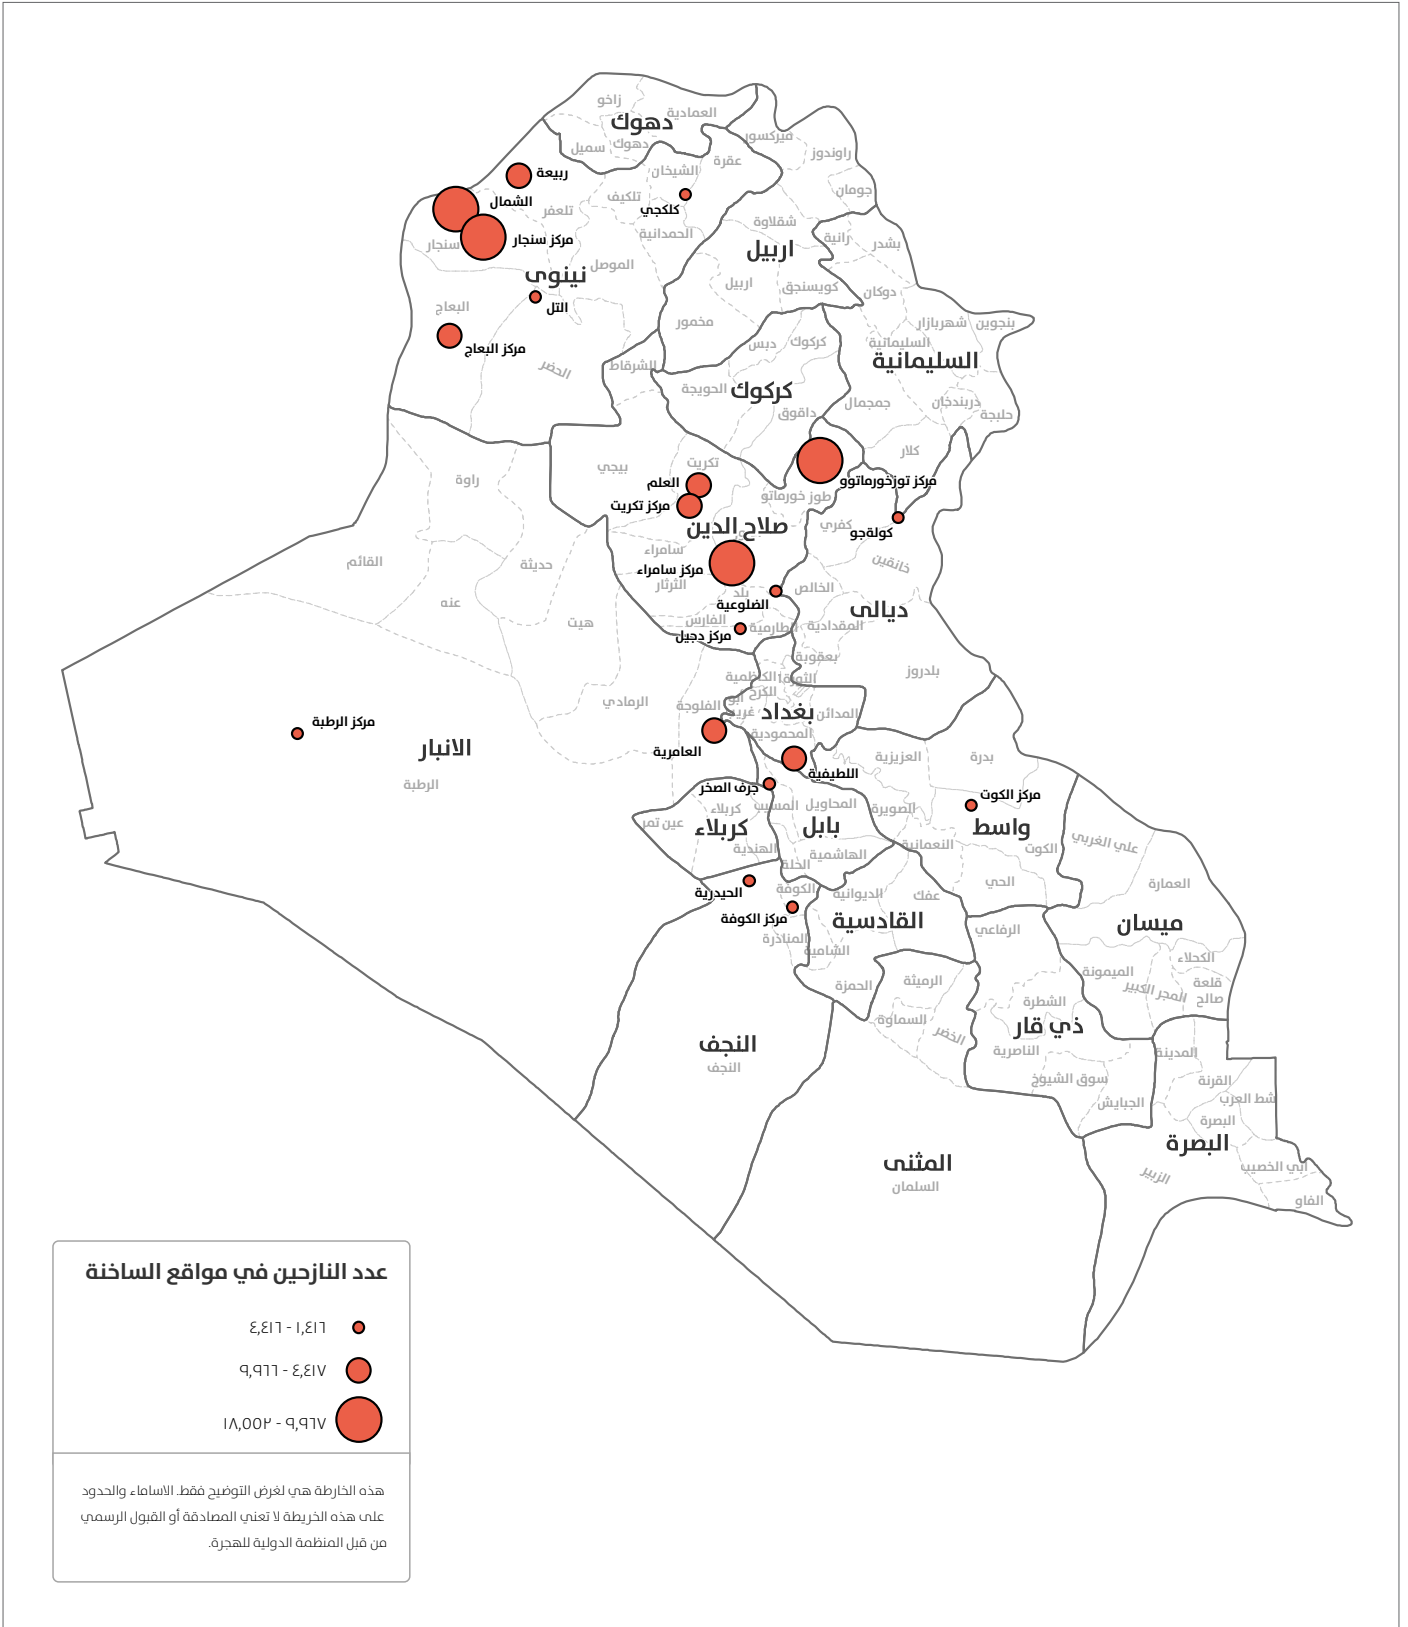 زاخو
العمادية
دهوك
دهوك
سميل
ميركسور
راوندوز
عقرة
الشيخان
جومان
ربيعة
الشمال
كلكجي
تلكيف
تلعفر
شقلاوة
الحمدانية
رانية
بشدر
مركز سنجار
سنجار
اربيل
نينوى
الموصل
اربيل
كويسنجق
دوكان
التل
البعاج
مخمور
شهربازار
بنجوين
مركز البعاج
دبس
كركوك
السليمانية
السليمانية
الحضر
الشرقاط
الحويجة
كركوك
جمجمال
دربندخان
حلبجة
داقوق
كلار
بيجي
تكريت
راوة
العلم
مركز توزخورماتوو
طوز خورماتو
مركز تكريت
صلاح الدين
كفري
كولةجو
سامراء
القائم
حديثة
مركز سامراء
خانقين
الثرثار
بلد
الخالص
عنه
الضلوعية
ديالى
هيت
الفارس
الطارمية
المقدادية
مركز دجيل
بعقوبة
بلدروز
الكاظمية
الثورة
الكرخ
الرمادي
الفلوجة
أبو
غريب
بغداد
المدائن
مركز الرطبة
المحمودية
الانبار
العامرية
العزيزية
بدرة
اللطيفية
الرطبة
جرف الصخر
مركز الكوت
المسيب
المحاويل
الصويرة
كربلاء
عين تمر
كربلاء
بابل
واسط
الهندية
الهاشمية
النعمانية
الكوت
علي الغربي
الحلة
الحي
العمارة
الحيدرية
الكوفة
الديوانية
عفك
مركز الكوفة
القادسية
ميسان
الرفاعي
المناذرة
الشامية
الكحلاء
الميمونة
المجر الكبير
قلعة
صالح
الحمزة
الرميثة
الشطرة
السماوة
الخضر
ذي قار
النجف
النجف
الناصرية
المدينة
سوق الشيوخ
القرنة
الجبايش
شط العرب
البصرة
البصرة
المثنى
السلمان
ابي الخصيب
الزبير
الفاو
عدد النازحين في مواقع الساخنة
١,٤١٦ - ٤,٤١٦
٤,٤١٧ - ٩,٩٦٦
٩,٩٦٧ - ١٨,٥٥٢
هذه الخارطة هي لغرض التوضيح فقط. الاساماء والحدود
على هذه الخريطة لا تعني المصادقة أو القبول الرسمي
من قبل المنظمة الدولية للهجرة.